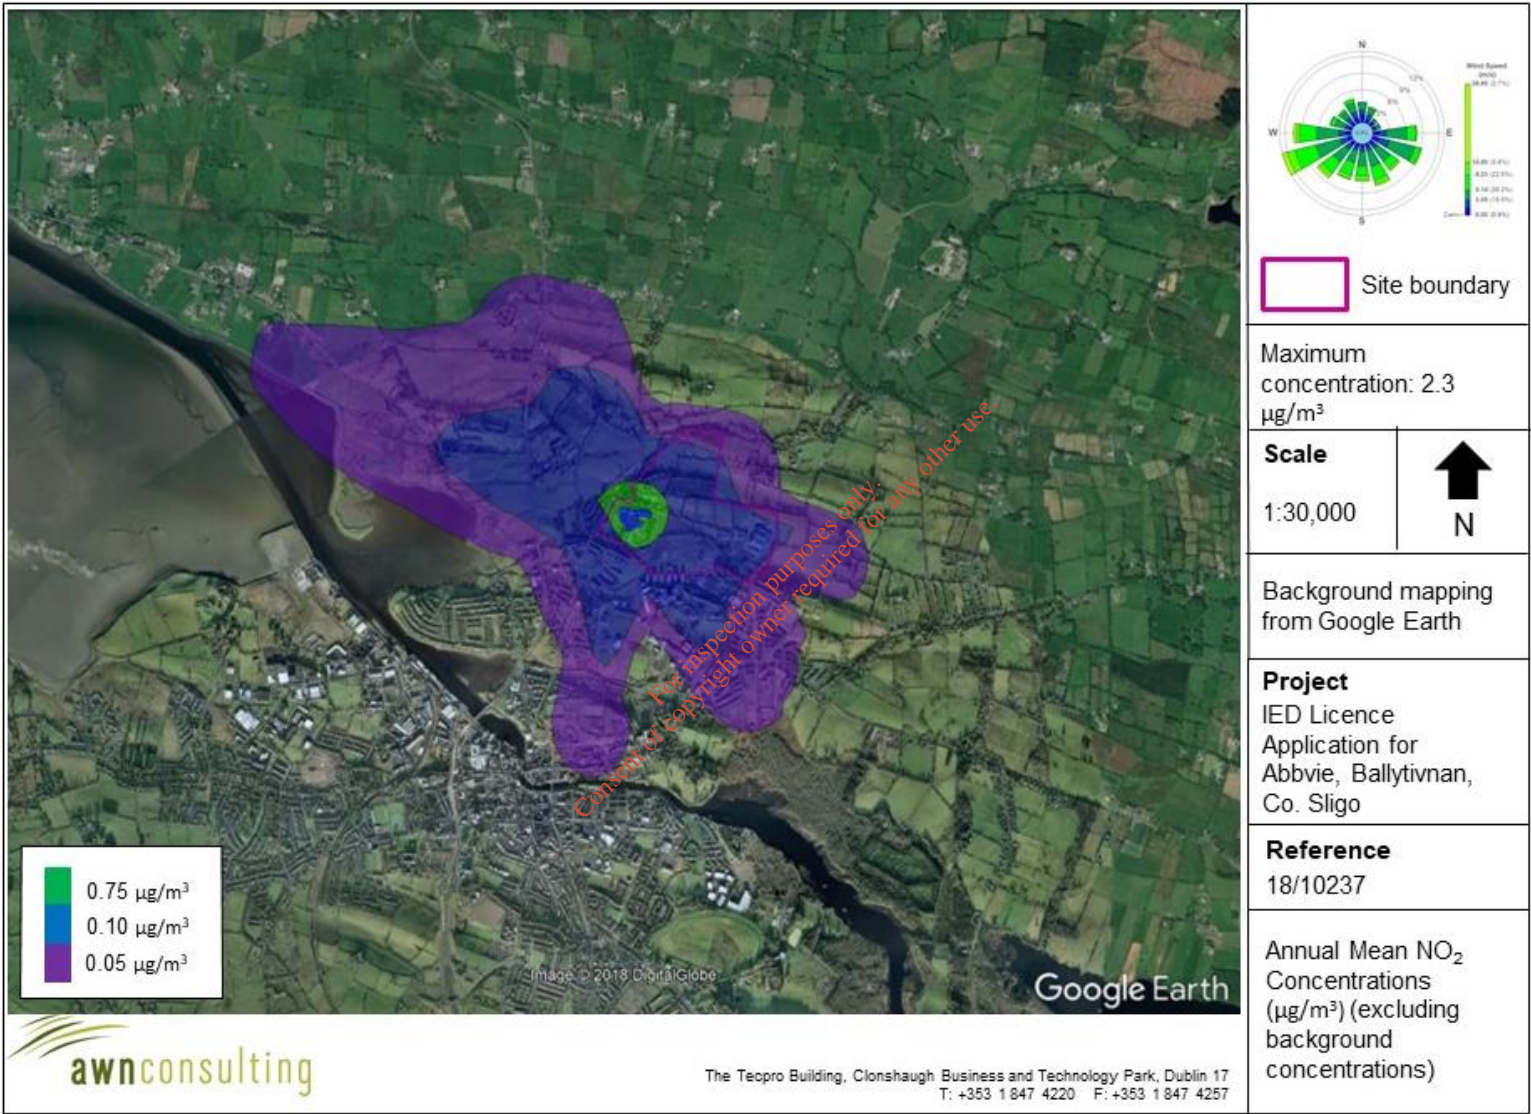 N
W
E
S
Wind Speed
(m/s)
Site boundary
Maximum
concentration: 2.3
µg/m³
Scale
1:30,000
N
Background mapping
from Google Earth
Project
IED Licence
Application for
Abbvie, Ballytivnan,
Co. Sligo
Reference
18/10237
Annual Mean NO₂
Concentrations
(µg/m³) (excluding
background
concentrations)
For inspection purposes only.
Consent of copyright owner required for any other use.
0.75 µg/m³
0.10 µg/m³
0.05 µg/m³
Image © 2018 DigitalGlobe
Google Earth
awnconsulting
The Tecpro Building, Clonshaugh Business and Technology Park, Dublin 17
T: +353 1 847 4220 F: +353 1 847 4257